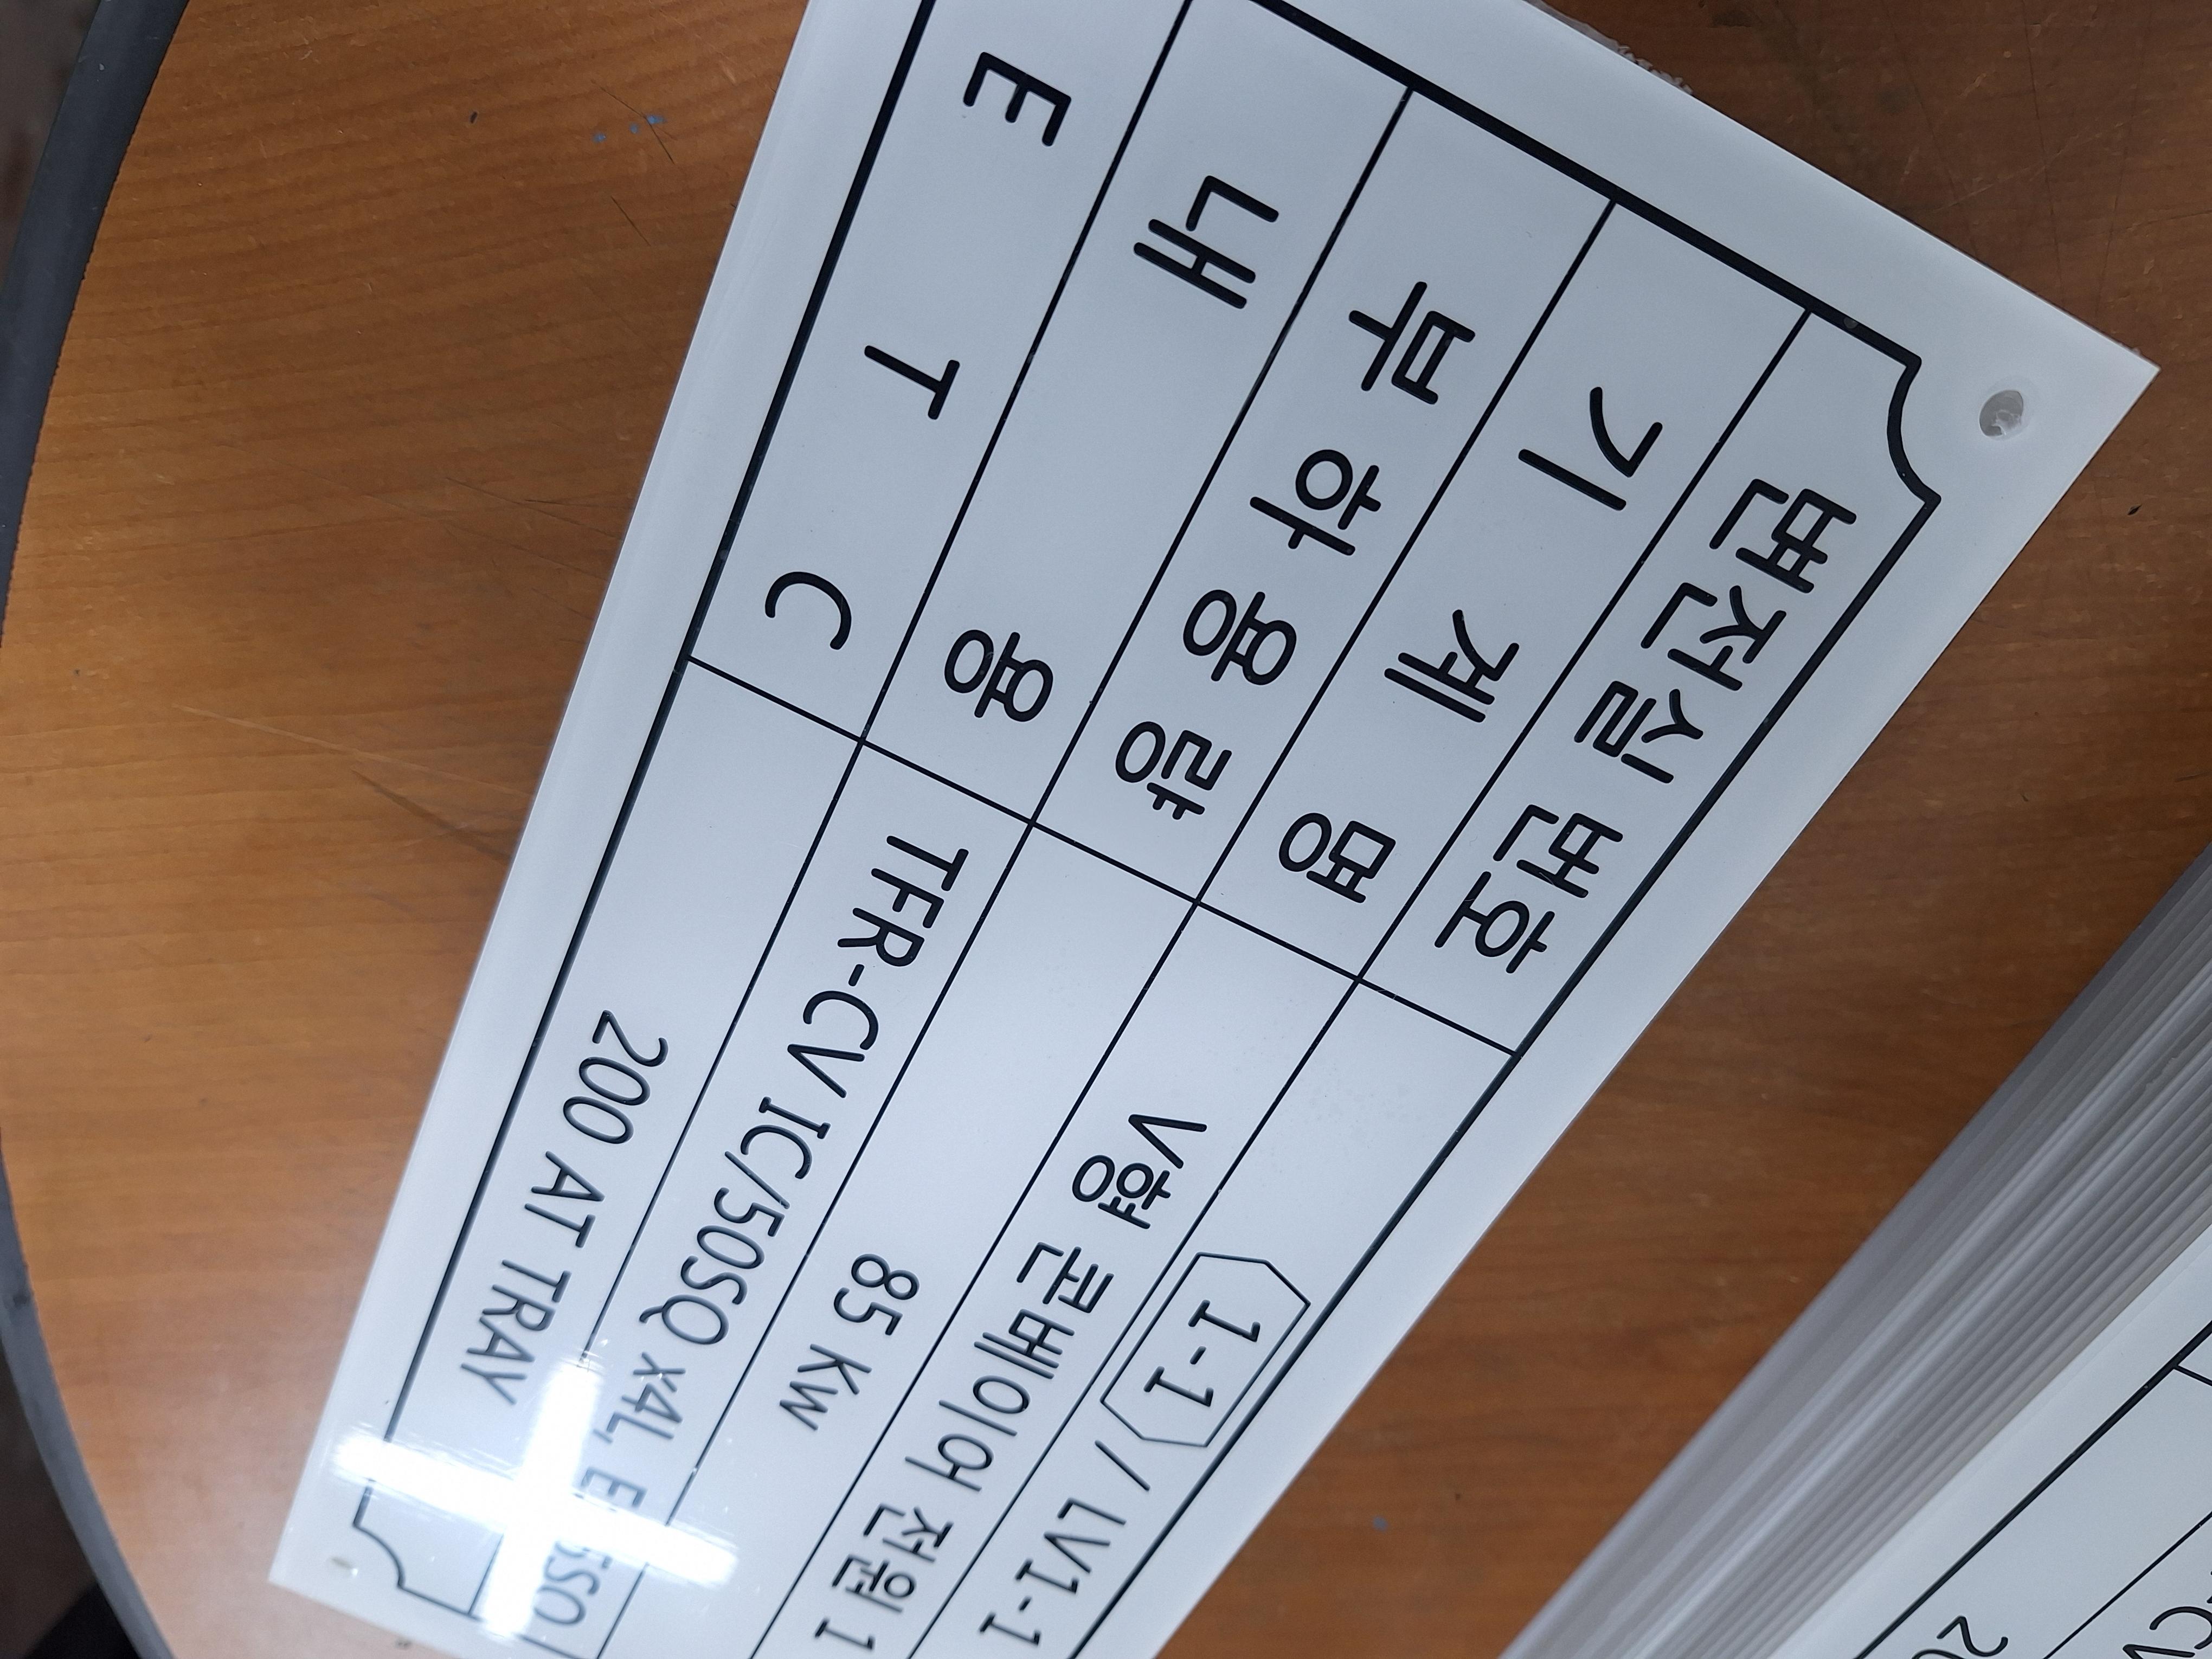 변전실 번호 1-1 / LV1-1
기 계 명 V형 콘베이어 전원 1
부 하 용 량 85 KW
내 용 TFR-CV 1C/50SQ x4L,
E T C 200 AT TRAY